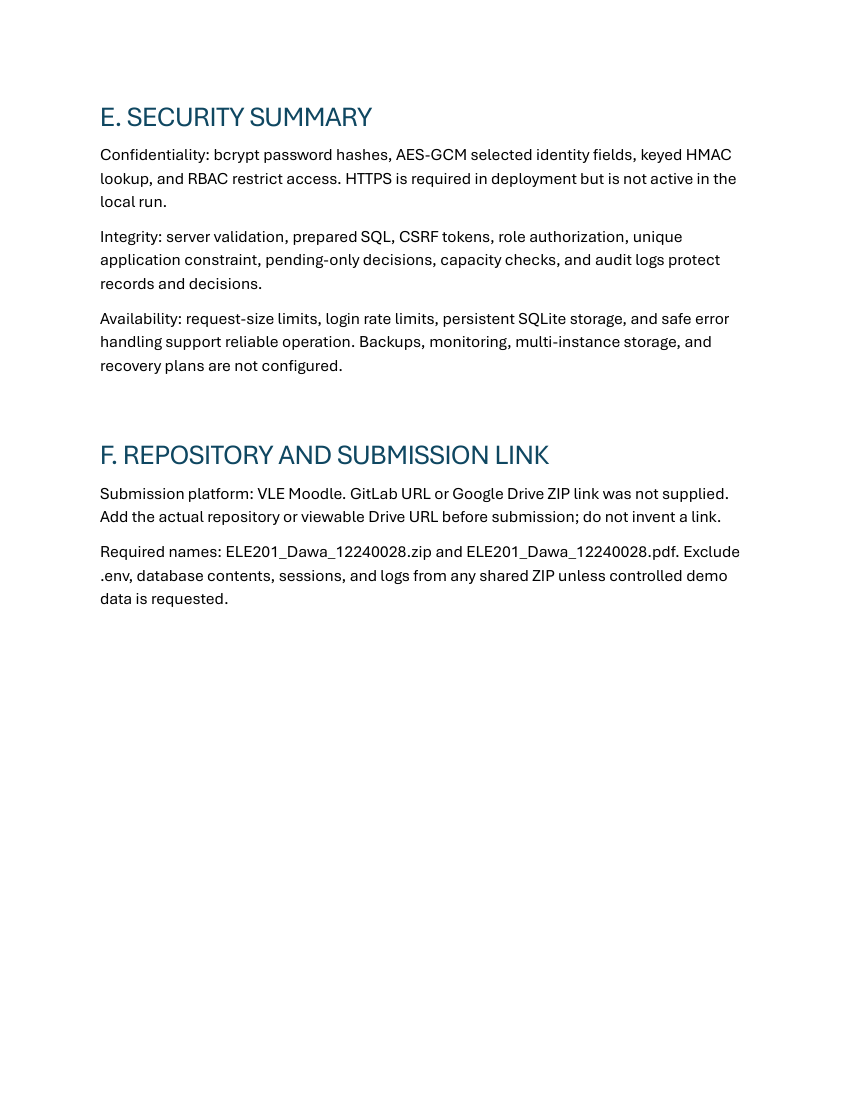 E. SECURITY SUMMARY
Confidentiality: bcrypt password hashes, AES-GCM selected identity fields, keyed HMAC
lookup, and RBAC restrict access. HTTPS is required in deployment but is not active in the
local run.
Integrity: server validation, prepared SQL, CSRF tokens, role authorization, unique
application constraint, pending-only decisions, capacity checks, and audit logs protect
records and decisions.
Availability: request-size limits, login rate limits, persistent SQLite storage, and safe error
handling support reliable operation. Backups, monitoring, multi-instance storage, and
recovery plans are not configured.
F. REPOSITORY AND SUBMISSION LINK
Submission platform: VLE Moodle. GitLab URL or Google Drive ZIP link was not supplied.
Add the actual repository or viewable Drive URL before submission; do not invent a link.
Required names: ELE201_Dawa_12240028.zip and ELE201_Dawa_12240028.pdf. Exclude
.env, database contents, sessions, and logs from any shared ZIP unless controlled demo
data is requested.